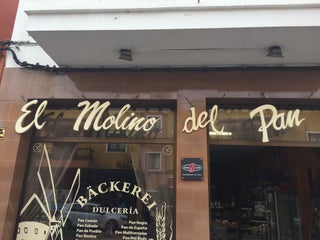 El Molino del Pan
BÄCKEREI
DULCERÍA
Pan Común Pan Negro
Pan Sobado Pan de España
Pan de Pueblo Pan Multicereales
Pan Rústico